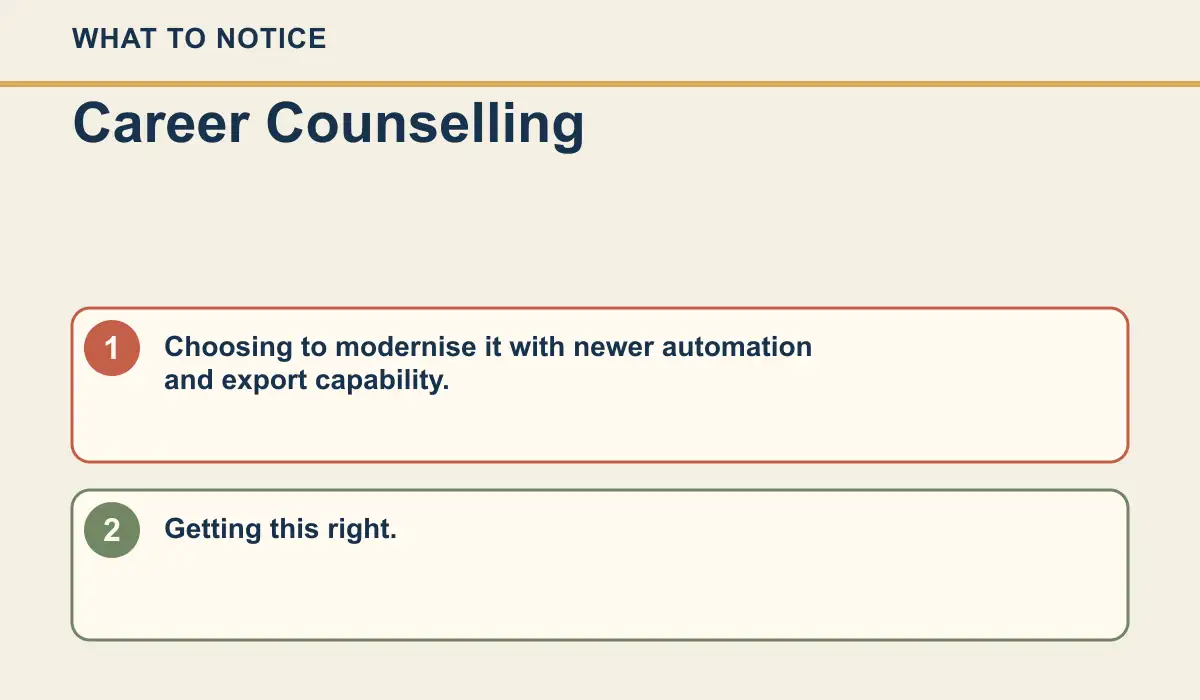 WHAT TO NOTICE
Career Counselling
1
Choosing to modernise it with newer automation
and export capability.
2
Getting this right.